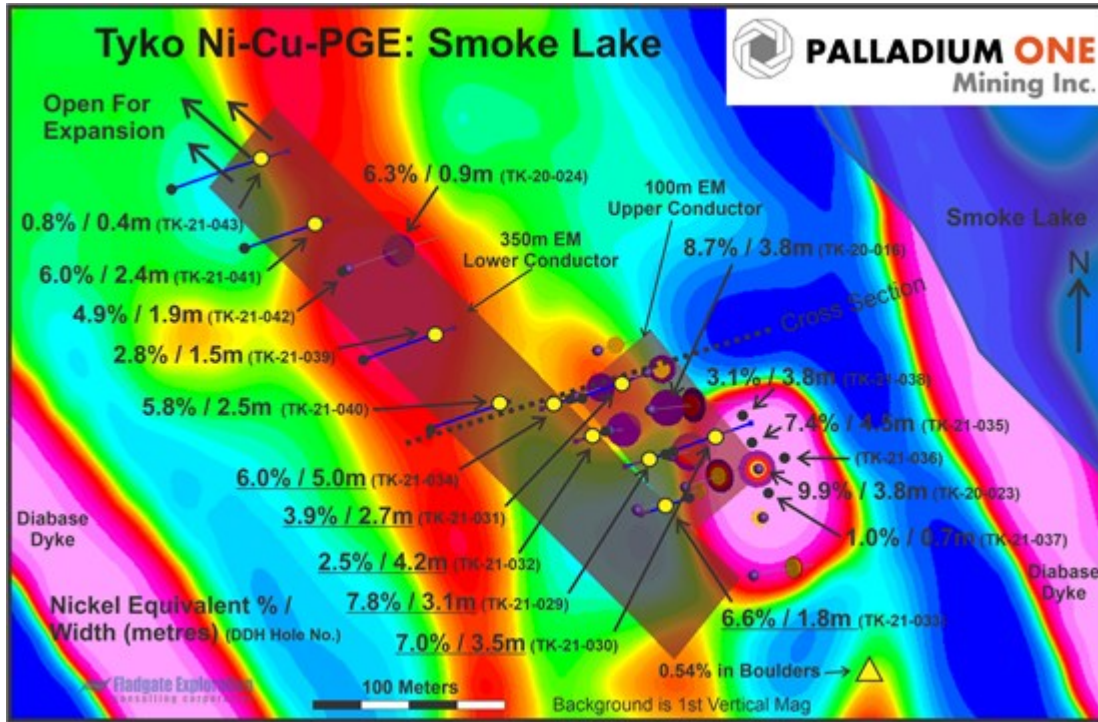 Tyko Ni-Cu-PGE: Smoke Lake
PALLADIUM ONE
Mining Inc.
Open For
Expansion
6.3% / 0.9m (TK-20-024)
100m EM
Upper Conductor
Smoke Lake
0.8% / 0.4m (TK-21-043)
350m EM
Lower Conductor
8.7% / 3.8m (TK-20-016)
N
6.0% / 2.4m (TK-21-041)
Cross Section
4.9% / 1.9m (TK-21-042)
2.8% / 1.5m (TK-21-039)
3.1% / 3.8m (TK-21-038)
5.8% / 2.5m (TK-21-040)
7.4% / 4.5m (TK-21-035)
(TK-21-036)
6.0% / 5.0m (TK-21-034)
9.9% / 3.8m (TK-20-023)
3.9% / 2.7m (TK-21-031)
1.0% / 0.7m (TK-21-037)
Diabase
Dyke
2.5% / 4.2m (TK-21-032)
Diabase
Dyke
7.8% / 3.1m (TK-21-029)
6.6% / 1.8m (TK-21-033)
Nickel Equivalent % /
Width (metres) (DDH Hole No.)
7.0% / 3.5m (TK-21-030)
0.54% in Boulders
Fladgate Exploration
consulting corporation
100 Meters
Background is 1st Vertical Mag